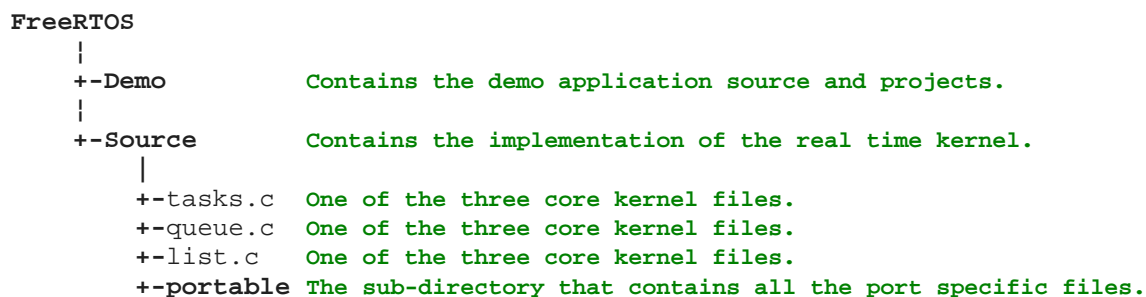 FreeRTOS
¦
+-Demo Contains the demo application source and projects.
¦
+-Source Contains the implementation of the real time kernel.
|
+-tasks.c One of the three core kernel files.
+-queue.c One of the three core kernel files.
+-list.c One of the three core kernel files.
+-portable The sub-directory that contains all the port specific files.